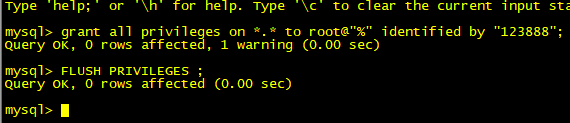 Type 'help;' or '\h' for help. Type '\c' to clear the current input sta
mysql> grant all privileges on *.* to root@"%" identified by "123888";
Query OK, 0 rows affected, 1 warning (0.00 sec)
mysql> FLUSH PRIVILEGES ;
Query OK, 0 rows affected (0.00 sec)
mysql>